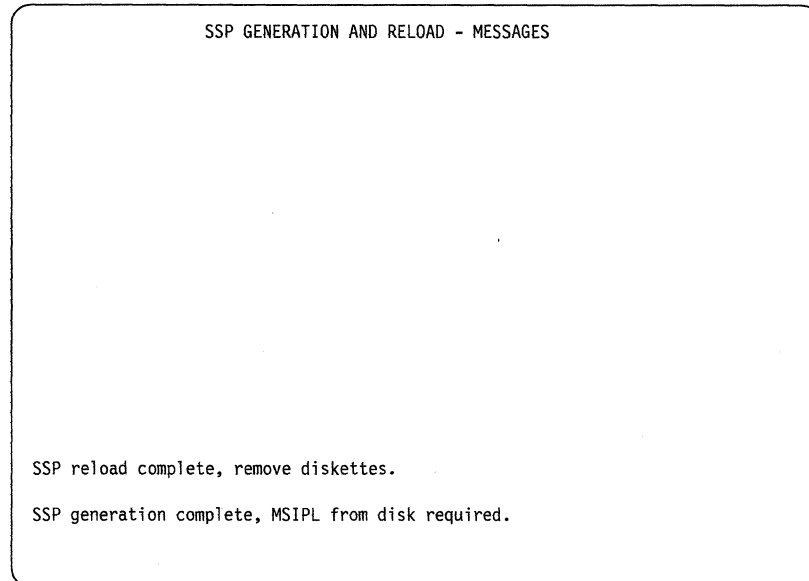 SSP GENERATION AND RELOAD - MESSAGES
SSP reload complete, remove diskettes.
SSP generation complete, MSIPL from disk required.